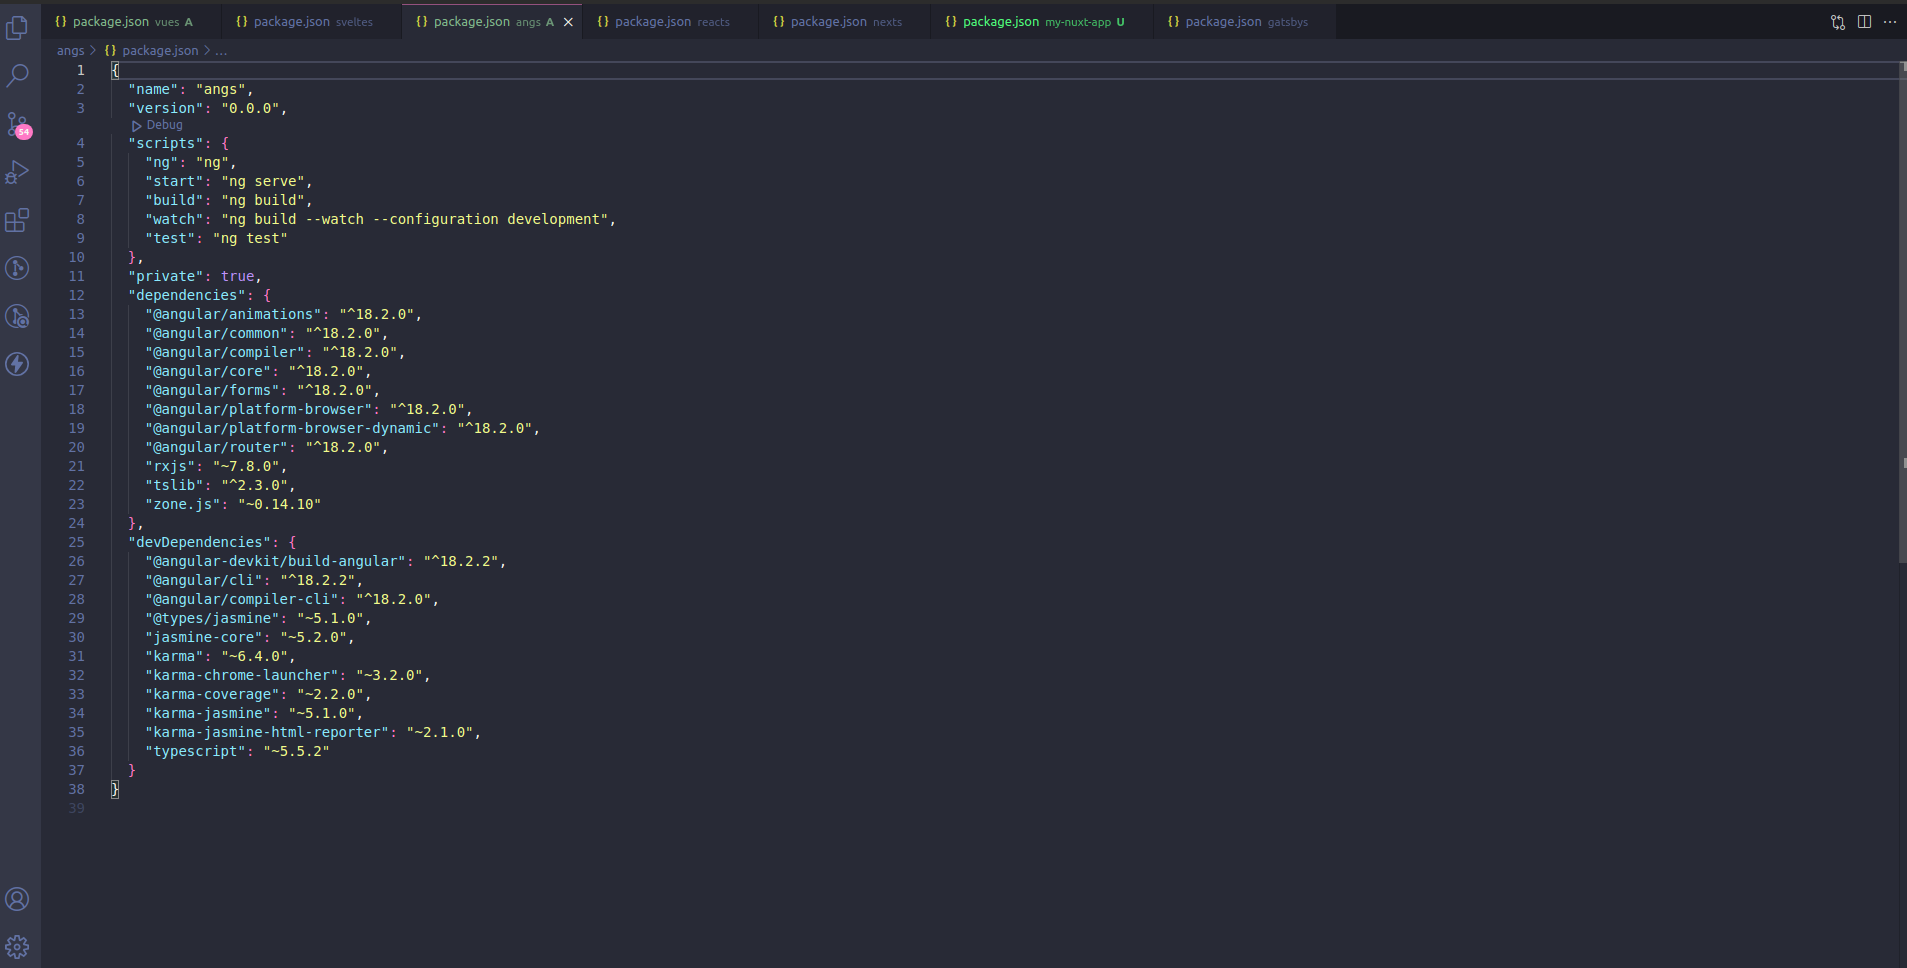 {} package.json vues A {} package.json sveltes {} package.json angs A × {} package.json reacts {} package.json nexts {} package.json my-nuxt-app U {} package.json gatsbys ...
angs > {} package.json > ...
54
1 {
2 "name": "angs",
3 "version": "0.0.0",
Debug
4 "scripts": {
5 "ng": "ng",
6 "start": "ng serve",
7 "build": "ng build",
8 "watch": "ng build --watch --configuration development",
9 "test": "ng test"
10 },
11 "private": true,
12 "dependencies": {
13 "@angular/animations": "^18.2.0",
14 "@angular/common": "^18.2.0",
15 "@angular/compiler": "^18.2.0",
16 "@angular/core": "^18.2.0",
17 "@angular/forms": "^18.2.0",
18 "@angular/platform-browser": "^18.2.0",
19 "@angular/platform-browser-dynamic": "^18.2.0",
20 "@angular/router": "^18.2.0",
21 "rxjs": "~7.8.0",
22 "tslib": "^2.3.0",
23 "zone.js": "~0.14.10"
24 },
25 "devDependencies": {
26 "@angular-devkit/build-angular": "^18.2.2",
27 "@angular/cli": "^18.2.2",
28 "@angular/compiler-cli": "^18.2.0",
29 "@types/jasmine": "~5.1.0",
30 "jasmine-core": "~5.2.0",
31 "karma": "~6.4.0",
32 "karma-chrome-launcher": "~3.2.0",
33 "karma-coverage": "~2.2.0",
34 "karma-jasmine": "~5.1.0",
35 "karma-jasmine-html-reporter": "~2.1.0",
36 "typescript": "~5.5.2"
37 }
38 }
39